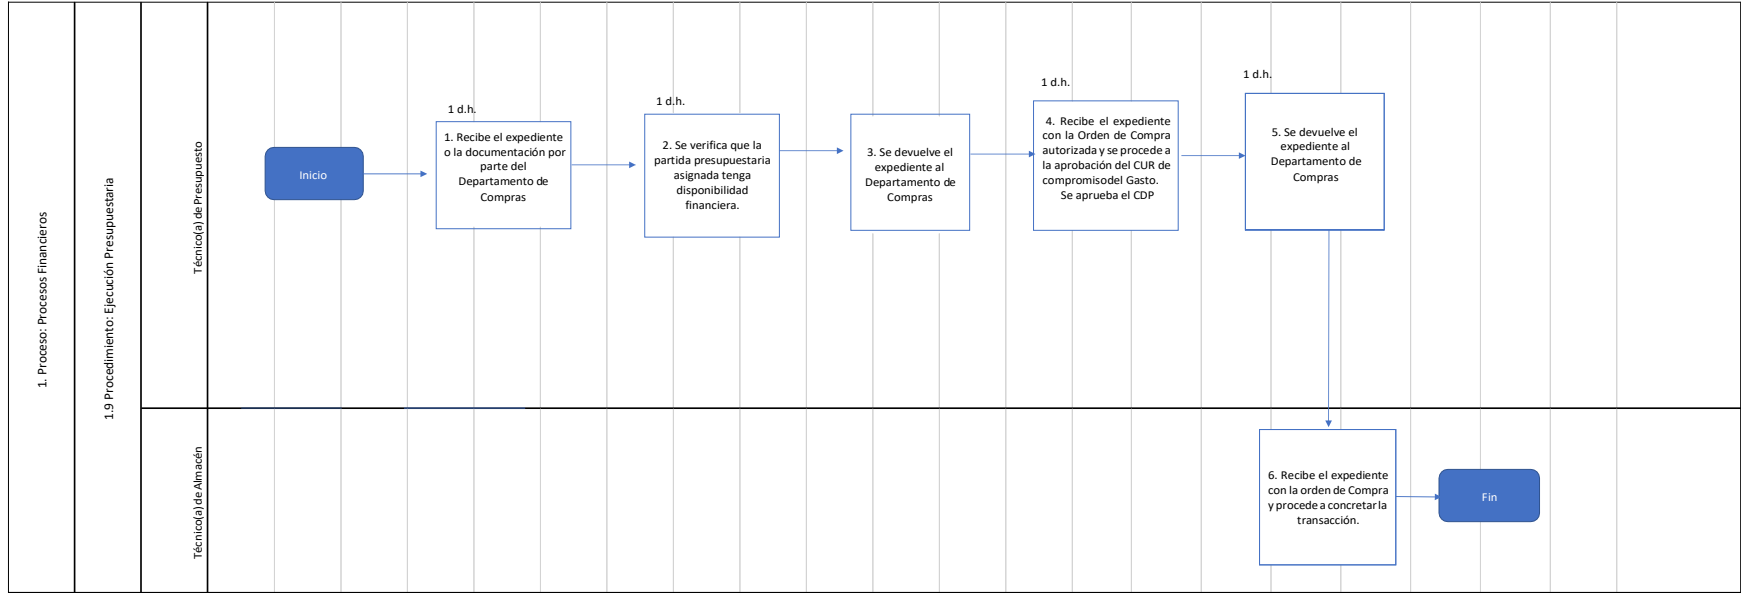 1. Proceso: Procesos Financieros
1.9 Procedimiento: Ejecución Presupuestaria
Técnico(a) de Presupuesto
Inicio
1 d.h.
1. Recibe el expediente
o la documentación por
parte del
Departamento de
Compras
1 d.h.
2. Se verifica que la
partida presupuestaria
asignada tenga
disponibilidad
financiera.
3. Se devuelve el
expediente al
Departamento de
Compras
1 d.h.
4. Recibe el expediente
con la Orden de Compra
autorizada y se procede a
la aprobación del CUR de
compromisodel Gasto.
Se aprueba el CDP
1 d.h.
5. Se devuelve el
expediente al
Departamento de
Compras
Técnico(a) de Almacén
6. Recibe el expediente
con la orden de Compra
y procede a concretar la
transacción.
Fin